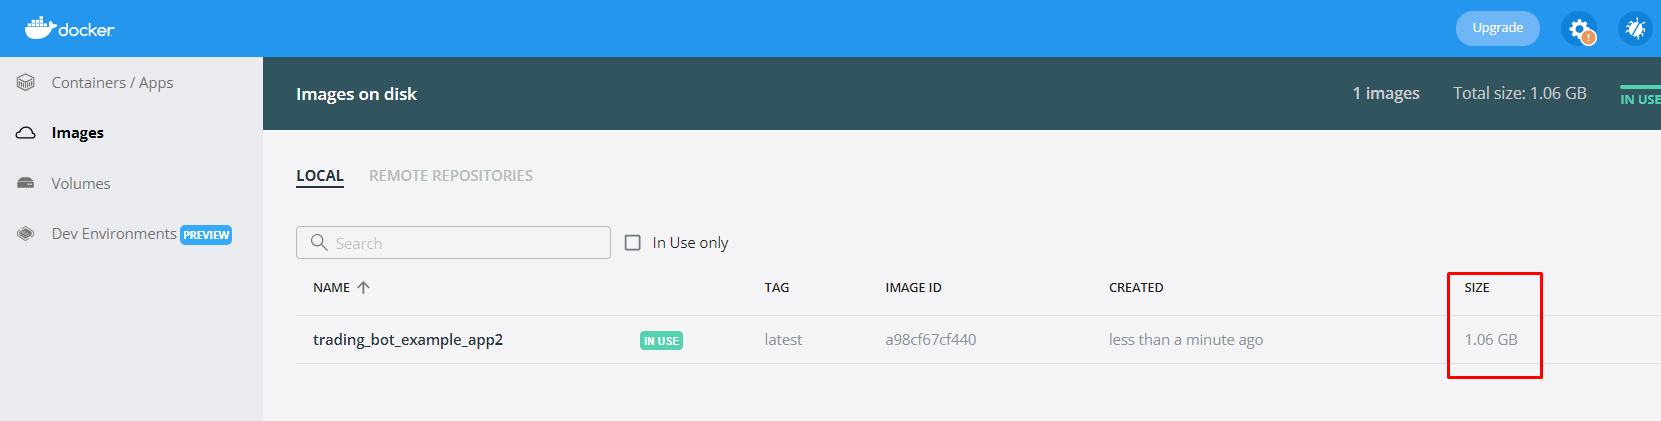 docker
Upgrade
Containers / Apps
Images
Volumes
Dev Environments PREVIEW
Images on disk
1 images
Total size: 1.06 GB
IN USE
LOCAL
REMOTE REPOSITORIES
Search
In Use only
NAME TAG IMAGE ID CREATED SIZE
trading_bot_example_app2 IN USE latest a98cf67cf440 less than a minute ago 1.06 GB